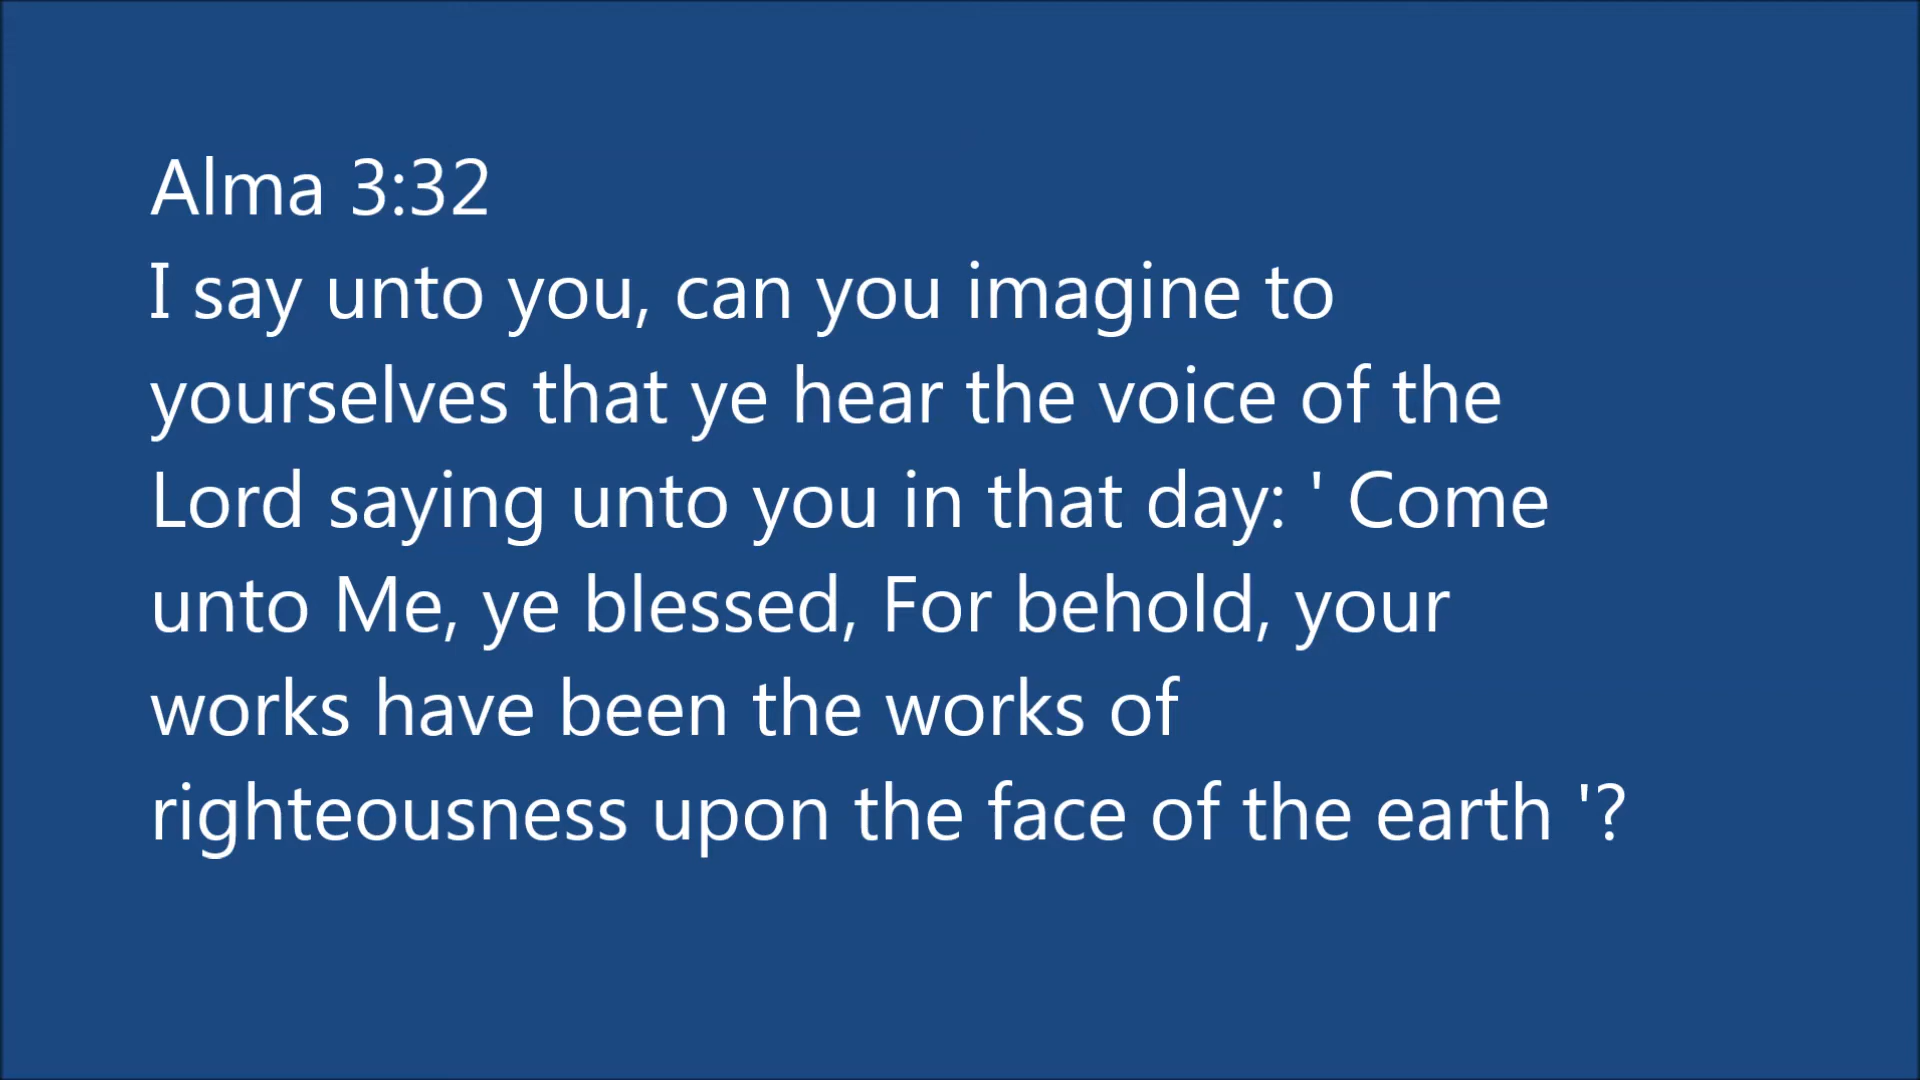 Alma 3:32
I say unto you, can you imagine to
yourselves that ye hear the voice of the
Lord saying unto you in that day: ' Come
unto Me, ye blessed, For behold, your
works have been the works of
righteousness upon the face of the earth '?